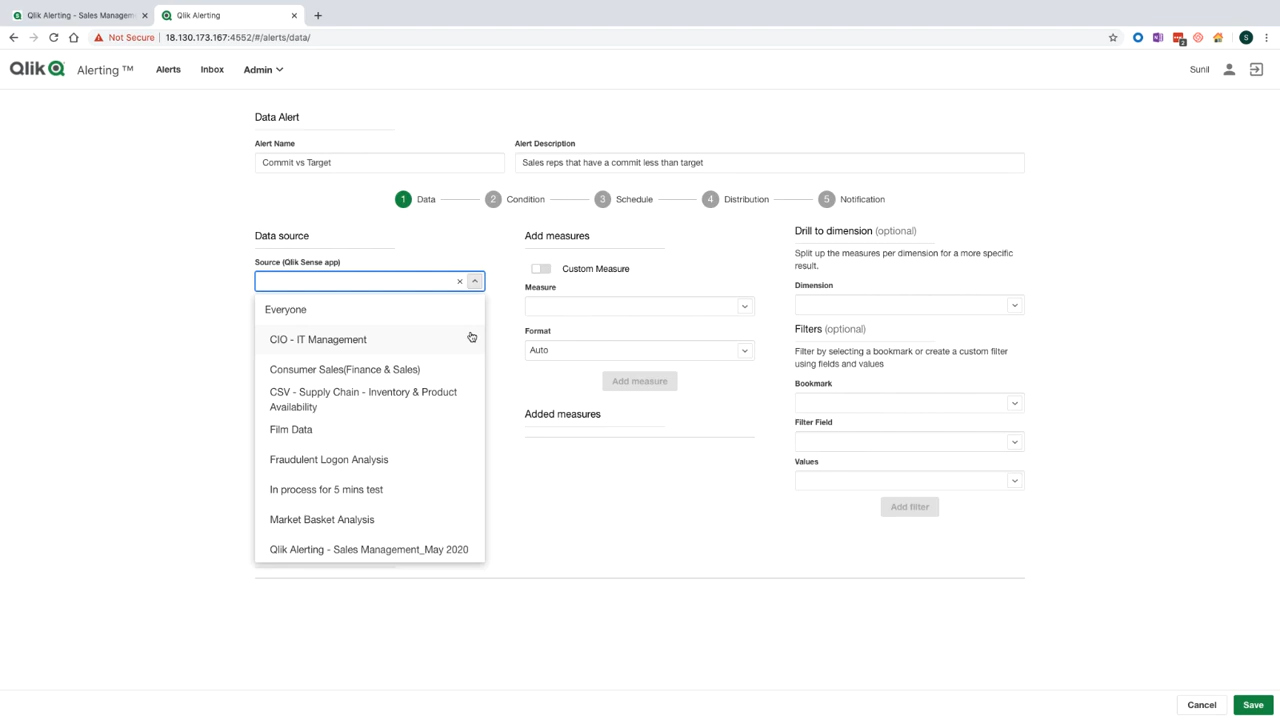 Qlik Alerting - Sales Managem
Qlik Alerting
Not Secure
18.130.173.167:4552/#/alerts/data/
S
Qlik
Alerting ™
Alerts
Inbox
Admin
Sunil
Data Alert
Alert Name
Alert Description
Commit vs Target
Sales reps that have a commit less than target
1 Data
2 Condition
3 Schedule
4 Distribution
5 Notification
Data source
Source (Qlik Sense app)
Everyone
CIO - IT Management
Consumer Sales(Finance & Sales)
CSV - Supply Chain - Inventory & Product
Availability
Film Data
Fraudulent Logon Analysis
In process for 5 mins test
Market Basket Analysis
Qlik Alerting - Sales Management_May 2020
Add measures
Custom Measure
Measure
Format
Auto
Add measure
Added measures
Drill to dimension (optional)
Split up the measures per dimension for a more specific
result.
Dimension
Filters (optional)
Filter by selecting a bookmark or create a custom filter
using fields and values
Bookmark
Filter Field
Values
Add filter
Cancel
Save